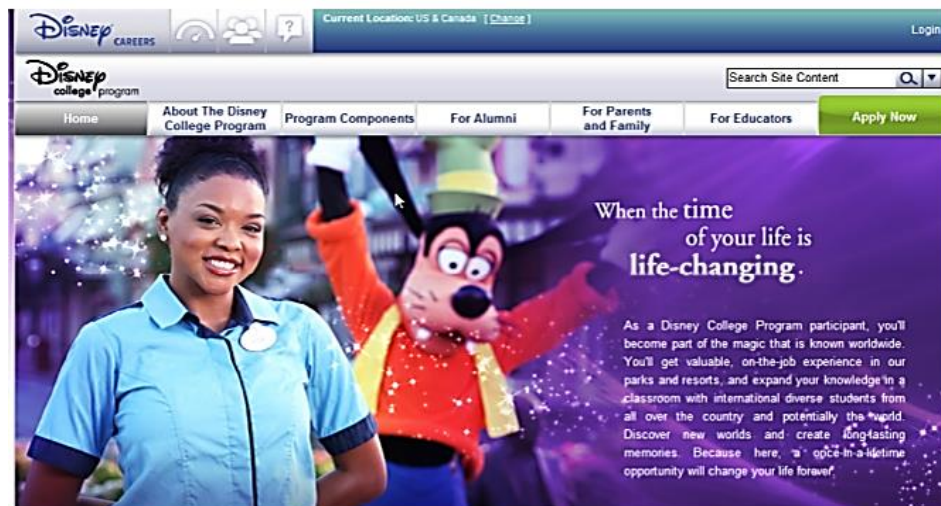 Disney CAREERS
?
Current Location: US & Canada [ Change ]
Login
Disney
college program
Search Site Content
Home
About The Disney
College Program
Program Components
For Alumni
For Parents
and Family
For Educators
Apply Now
When the time
of your life is
life-changing.
As a Disney College Program participant, you'll
become part of the magic that is known worldwide.
You'll get valuable, on-the-job experience in our
parks and resorts, and expand your knowledge in a
classroom with international diverse students from
all over the country and potentially the world.
Discover new worlds and create long-lasting
memories. Because here, a once-in-a-lifetime
opportunity will change your life forever.